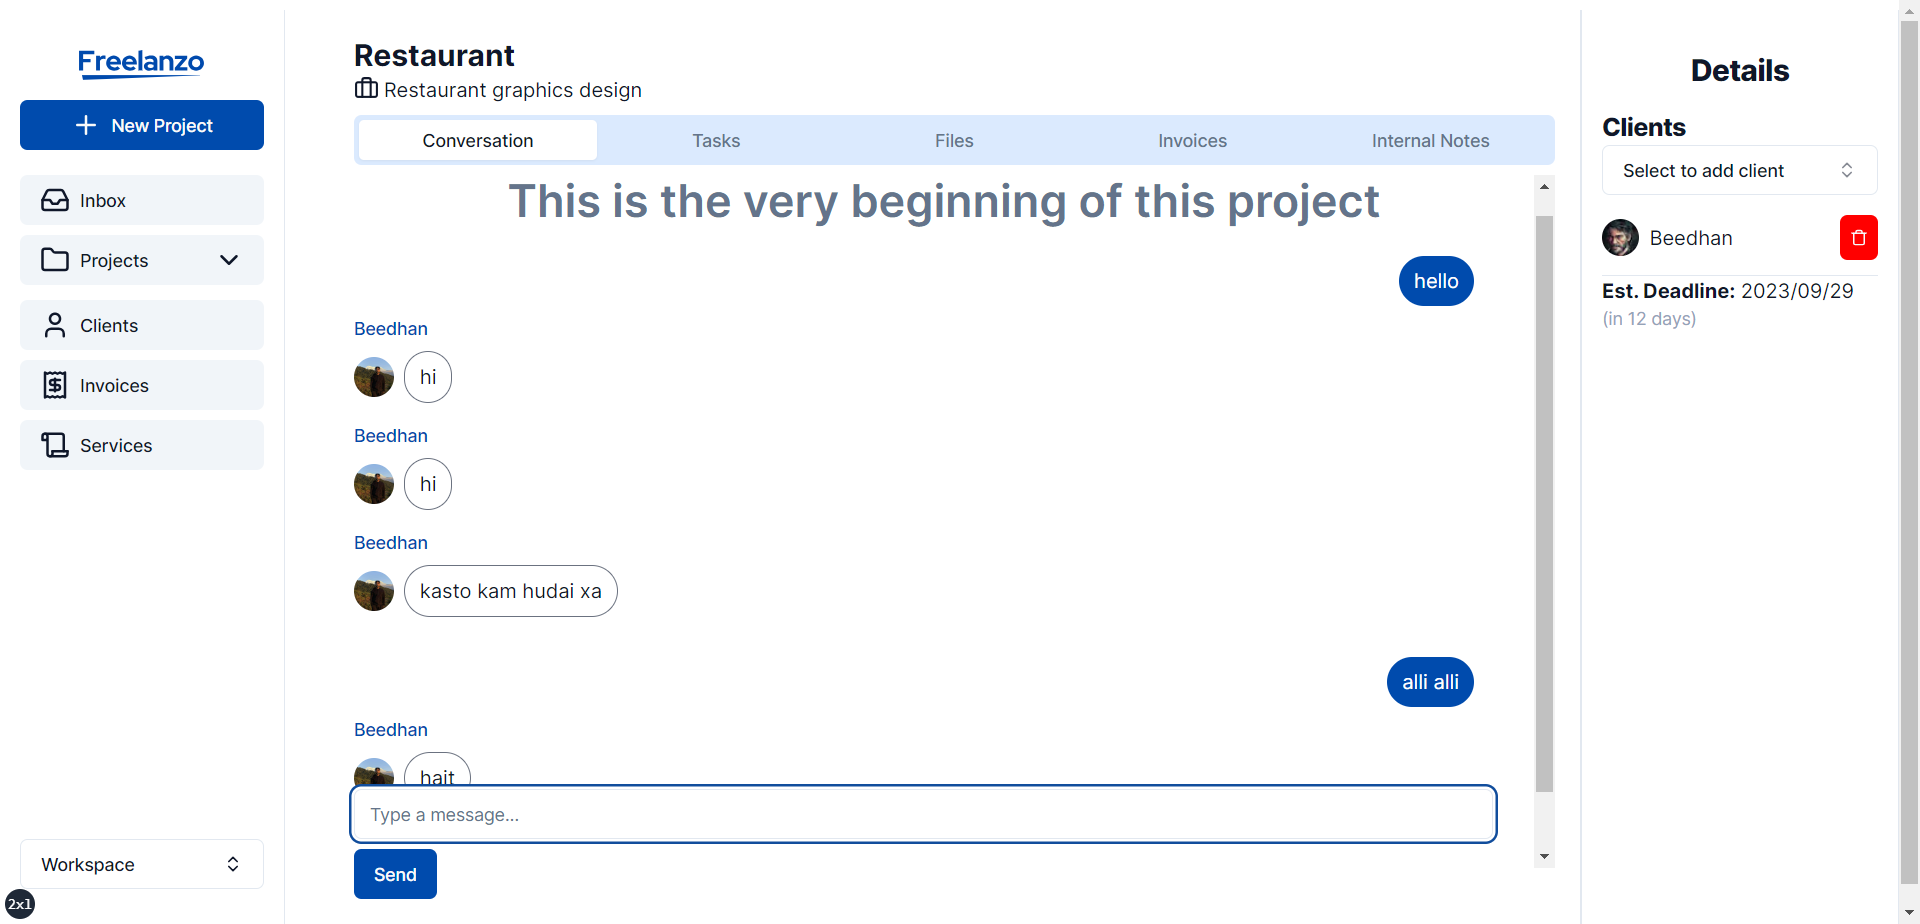 Freelanzo
New Project
Inbox
Projects
Clients
Invoices
Services
Workspace
2xl
Restaurant
Restaurant graphics design
Conversation
Tasks
Files
Invoices
Internal Notes
This is the very beginning of this project
hello
Beedhan
hi
Beedhan
hi
Beedhan
kasto kam hudai xa
alli alli
Beedhan
hait
Type a message...
Send
Details
Clients
Select to add client
Beedhan
Est. Deadline: 2023/09/29
(in 12 days)